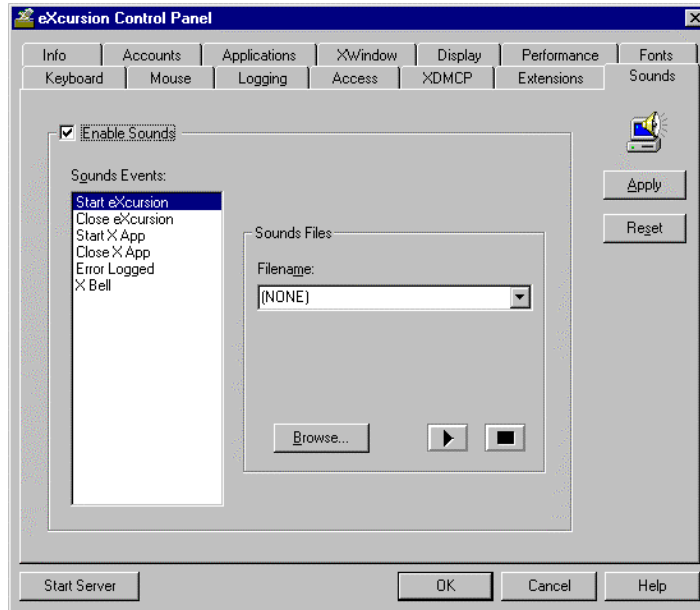 eXcursion Control Panel
Info Accounts Applications XWindow Display Performance Fonts
Keyboard Mouse Logging Access XDMCP Extensions Sounds
Enable Sounds
Sounds Events:
Start eXcursion
Close eXcursion
Start X App
Close X App
Error Logged
X Bell
Sounds Files
Filename:
(NONE)
Browse...
Apply
Reset
Start Server OK Cancel Help